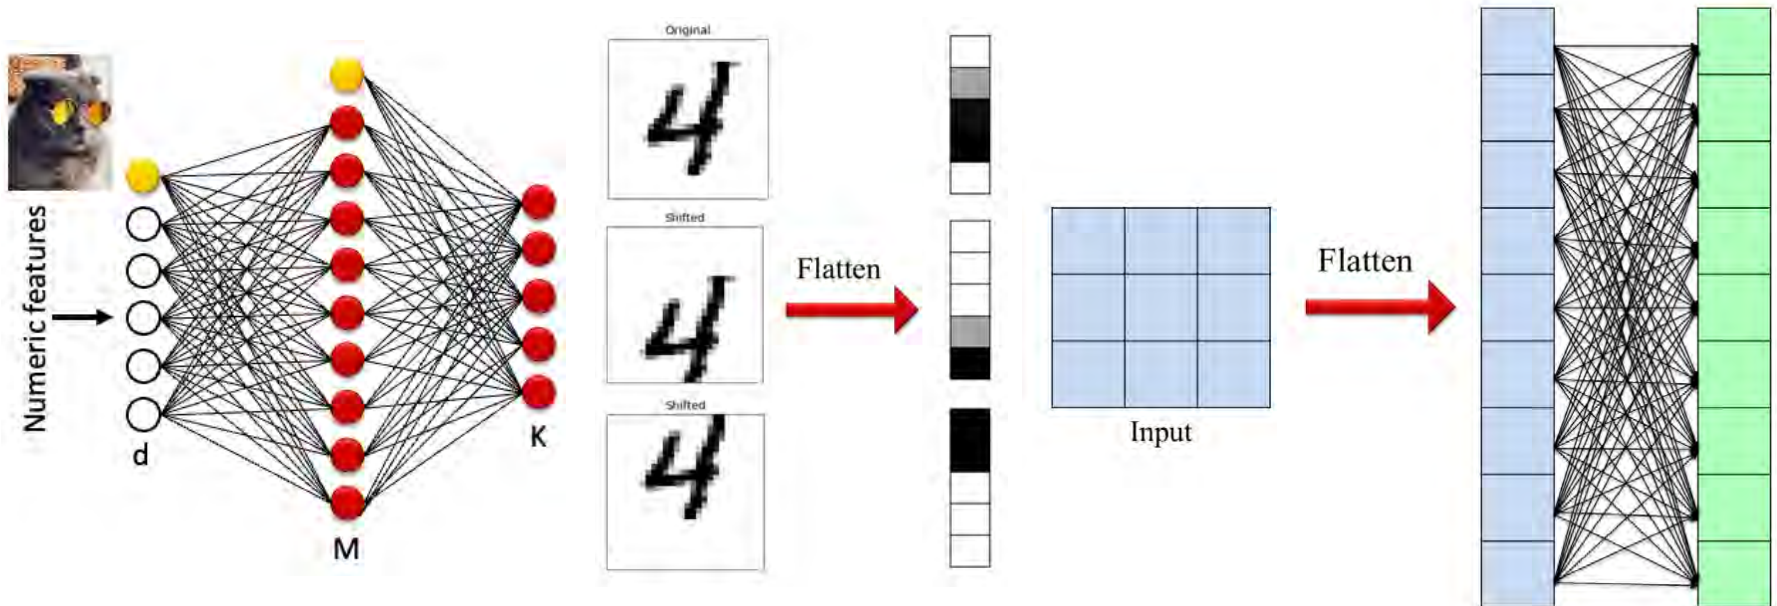 Numeric features
d
M
K
Original
Shifted
Shifted
Flatten
Input
Flatten